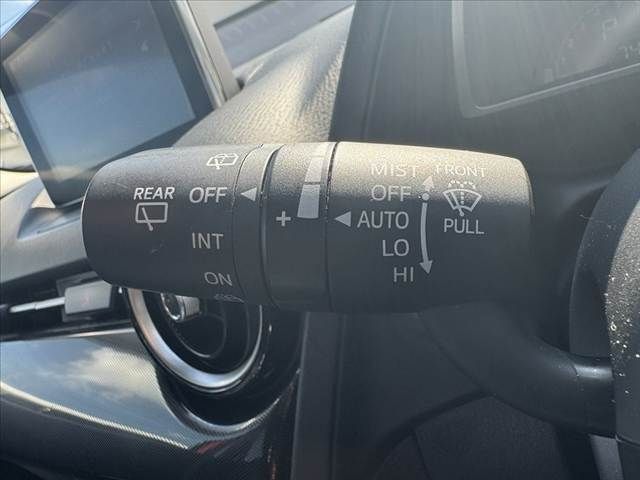 REAR
OFF
INT
ON
+
MIST
OFF
AUTO
LO
HI
FRONT
PULL